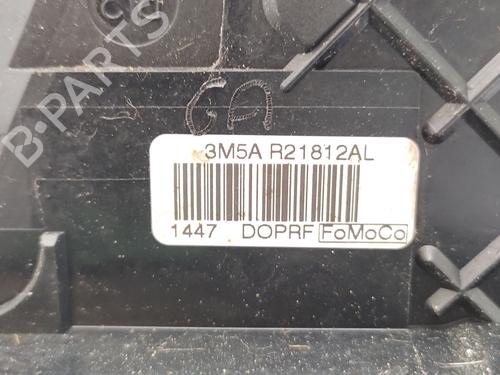 B-PARTS
GA
3M5A R21812AL
1447 DOPRF FoMoCo